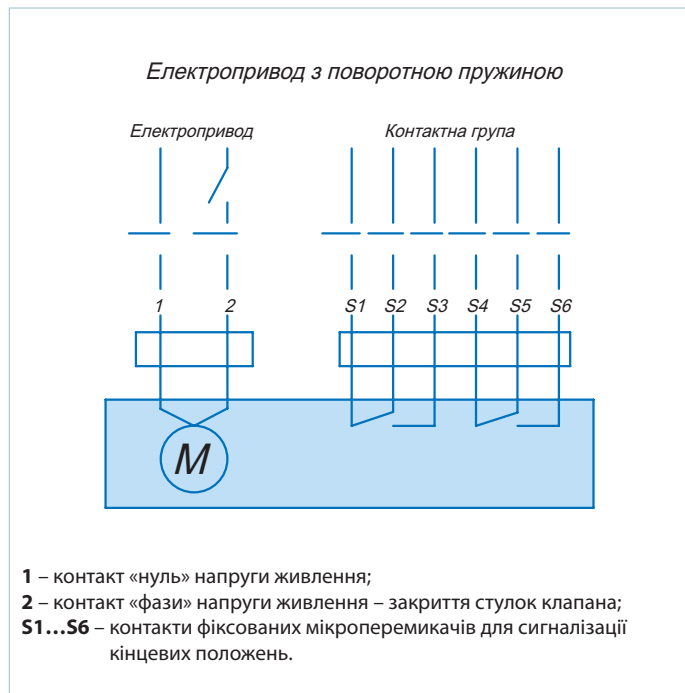 Електропривод з поворотною пружиною
Електропривод Контактна група
1 2 S1 S2 S3 S4 S5 S6
M
1 – контакт «нуль» напруги живлення;
2 – контакт «фази» напруги живлення – закриття стулок клапана;
S1...S6 – контакти фіксованих мікроперемикачів для сигналізації
кінцевих положень.